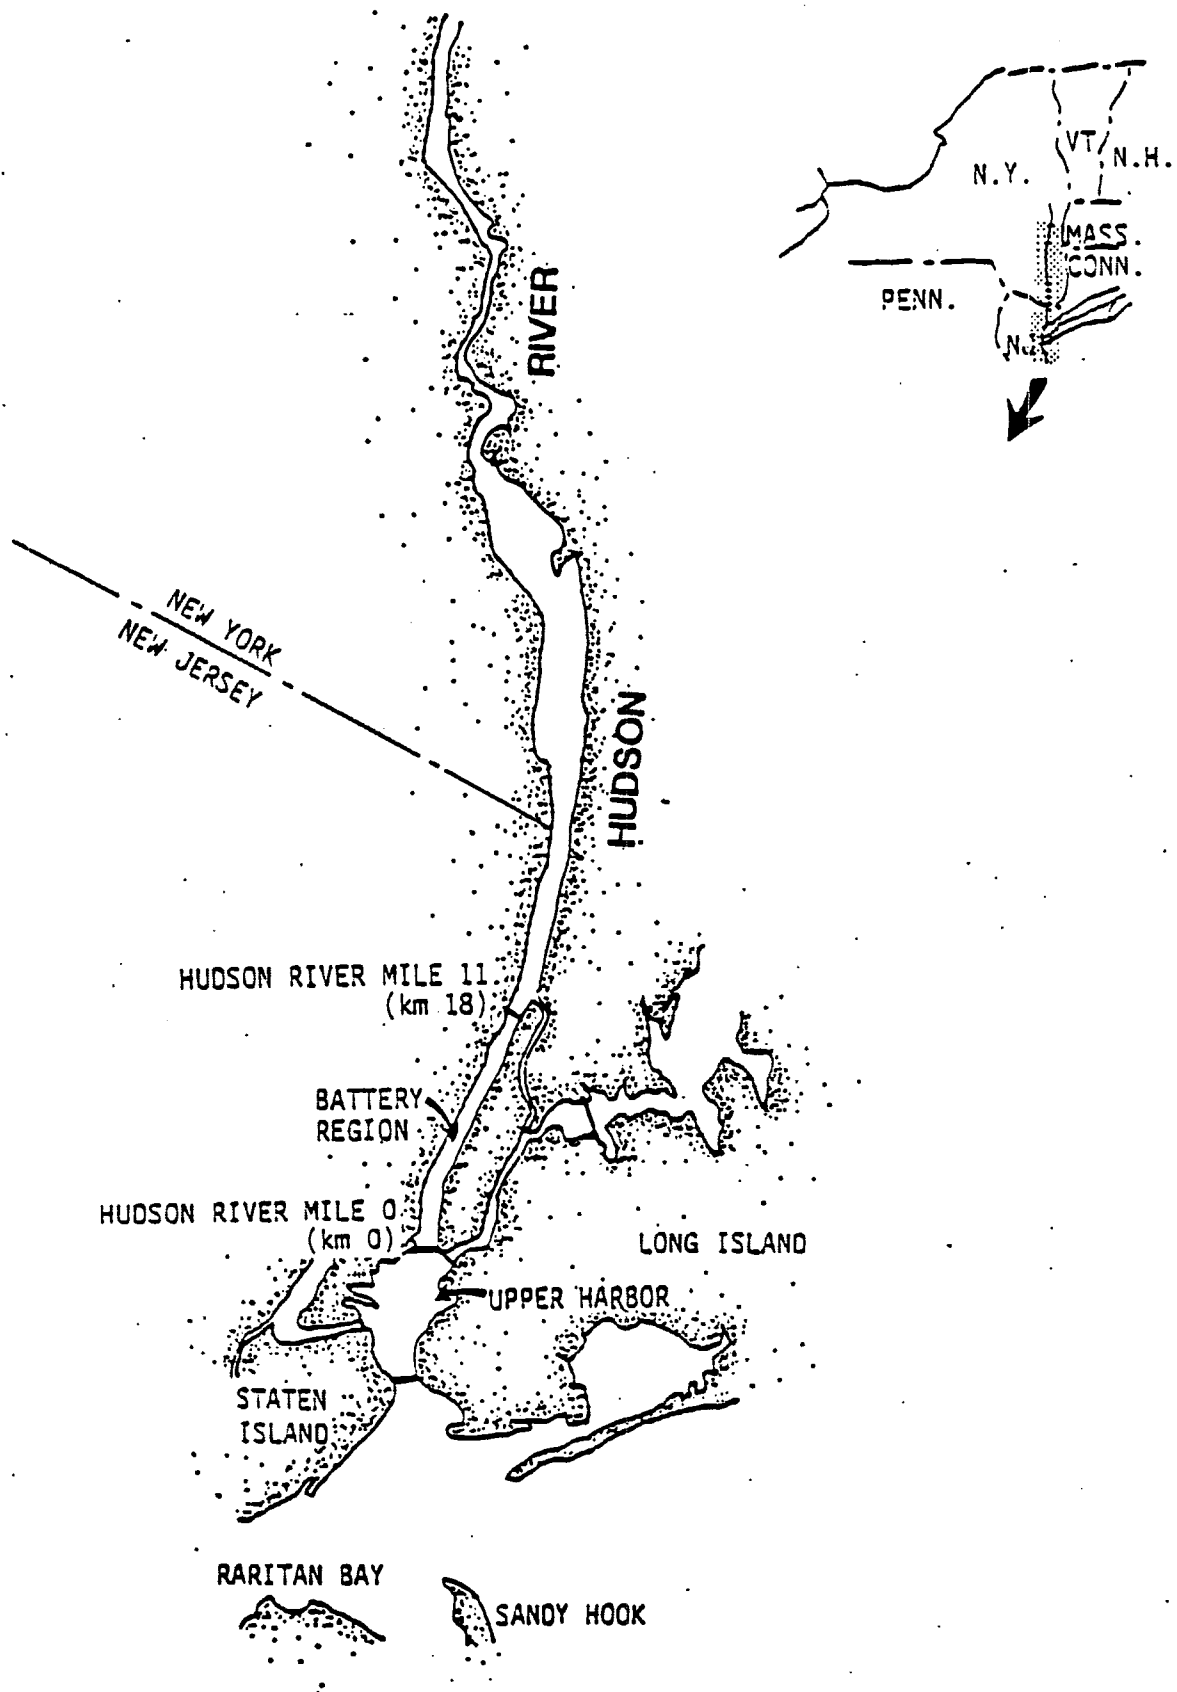 VT.
N.Y.
N.H.
MASS.
CONN.
PENN.
N.J.
RIVER
NEW YORK
NEW JERSEY
HUDSON
HUDSON RIVER MILE 11
(km 18)
BATTERY
REGION
HUDSON RIVER MILE 0
(km 0)
LONG ISLAND
UPPER HARBOR
STATEN
ISLAND
RARITAN BAY
SANDY HOOK